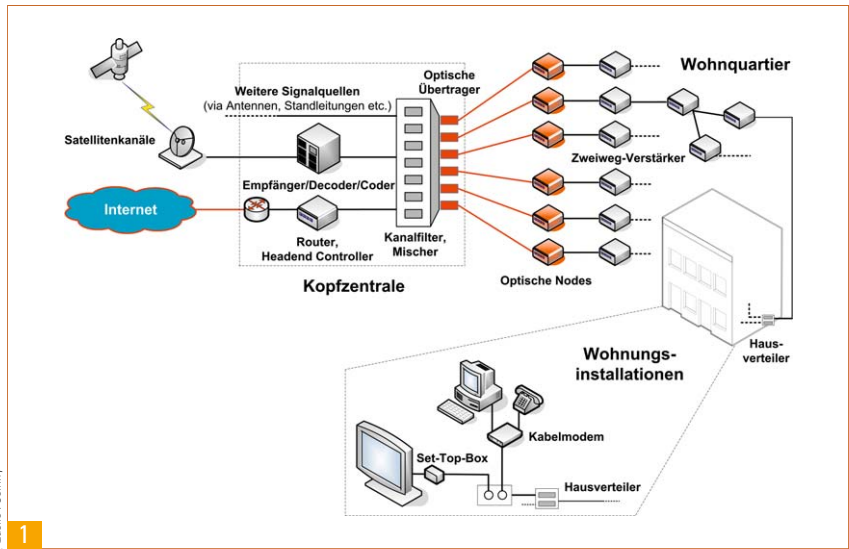 Weitere Signalquellen
(via Antennen, Standleitungen etc.)
Optische
Übertrager
Wohnquartier
Satellitenkanäle
Zweiweg-Verstärker
Empfänger/Decoder/Coder
Internet
Router,
Headend Controller
Kanalfilter,
Mischer
Optische Nodes
Kopfzentrale
Haus-
verteiler
Wohnungs-
installationen
Kabelmodem
Set-Top-Box
Hausverteiler
1